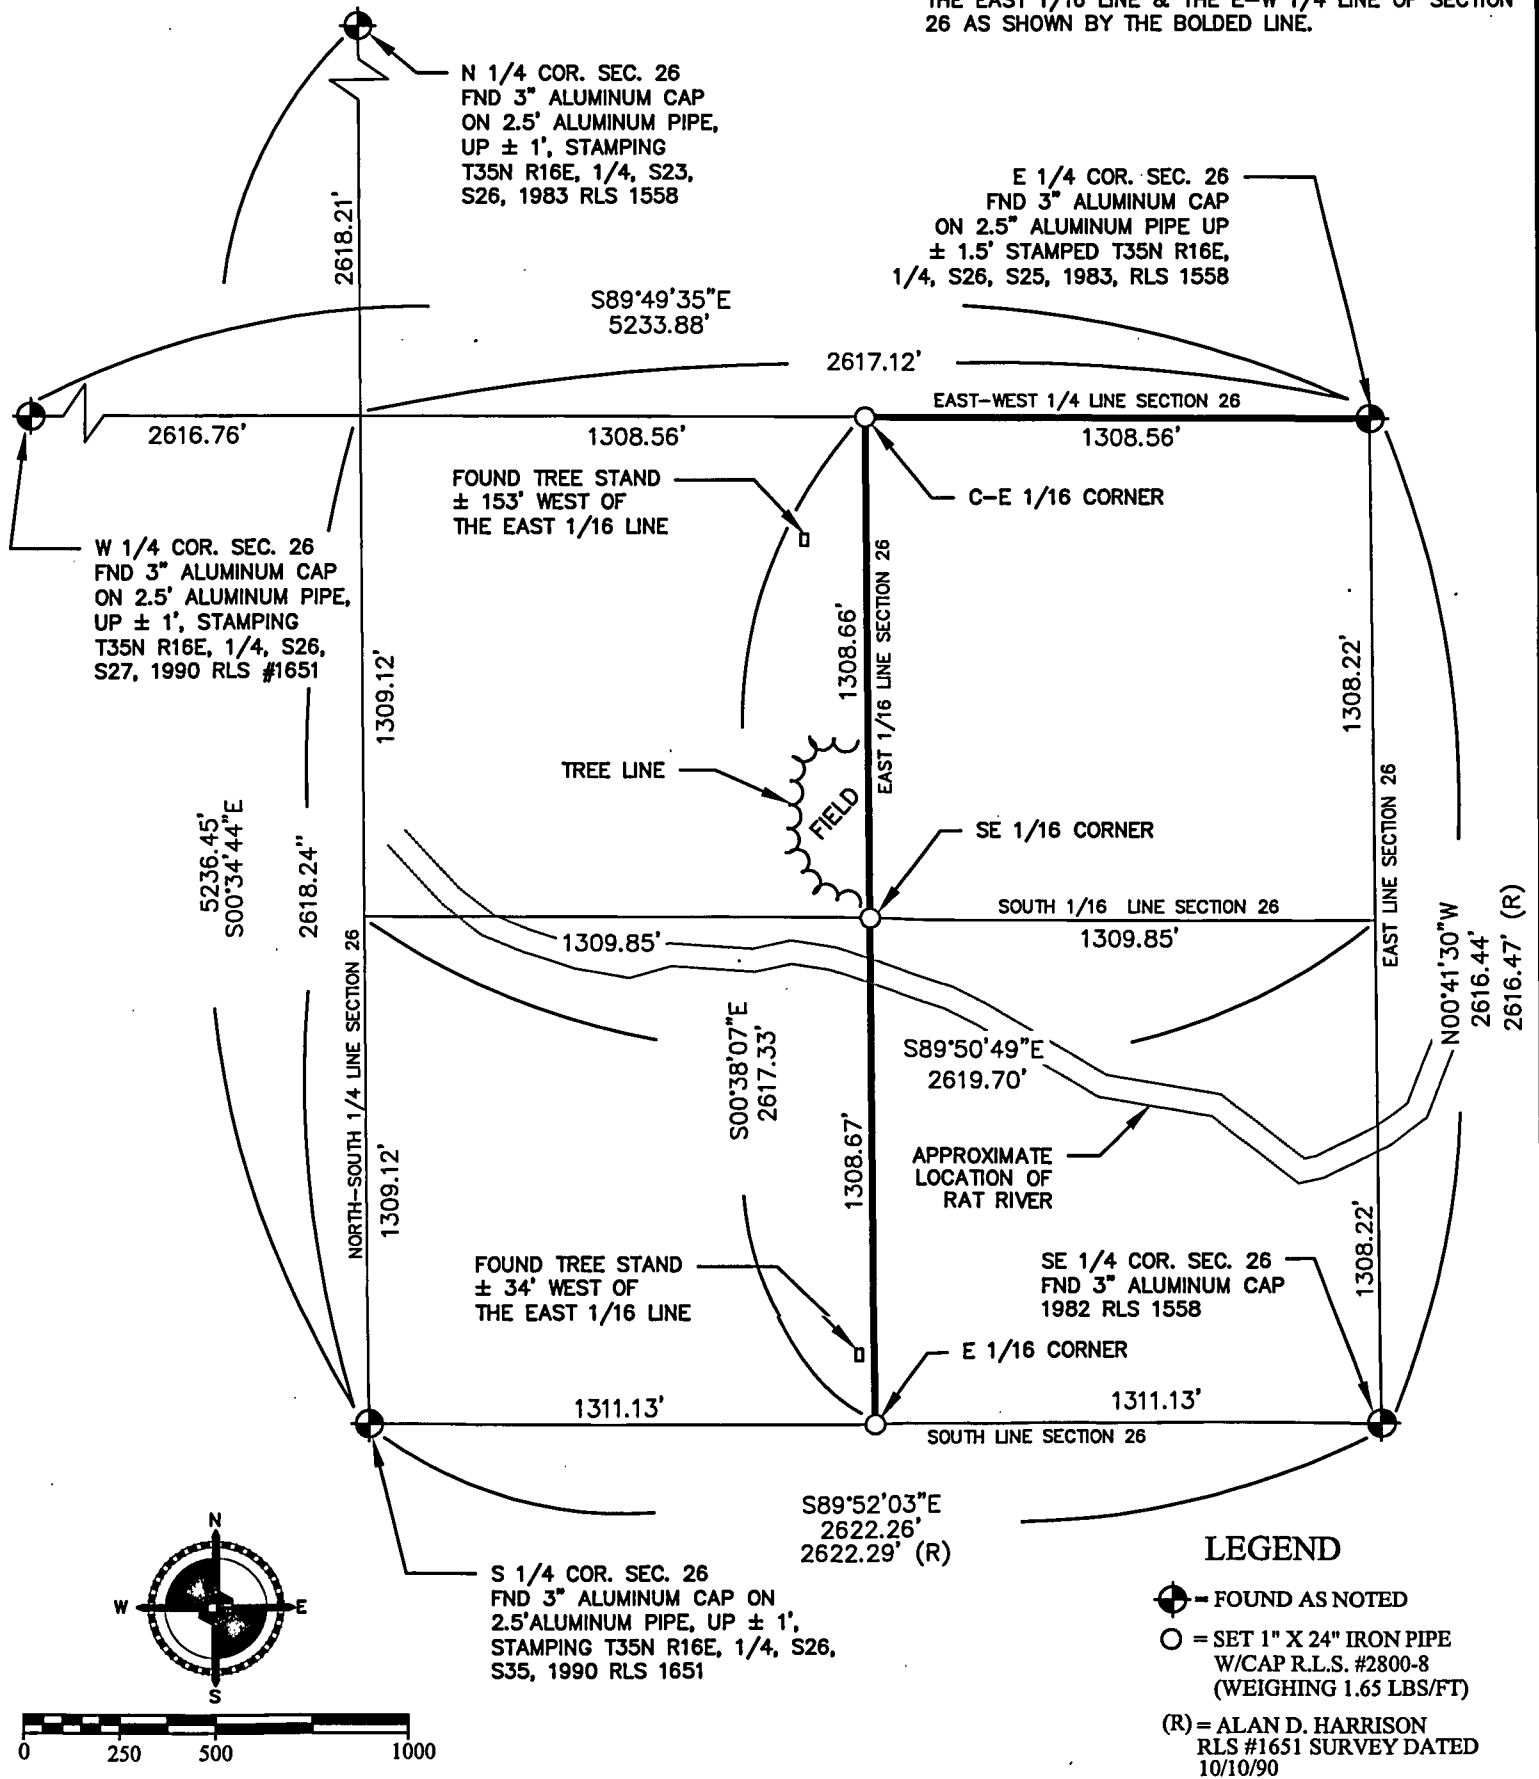 THE EAST 1/16 LINE & THE E-W 1/4 LINE OF SECTION
26 AS SHOWN BY THE BOLDED LINE.
N 1/4 COR. SEC. 26
FND 3" ALUMINUM CAP
ON 2.5' ALUMINUM PIPE,
UP ± 1', STAMPING
T35N R16E, 1/4, S23,
S26, 1983 RLS 1558
E 1/4 COR. SEC. 26
FND 3" ALUMINUM CAP
ON 2.5" ALUMINUM PIPE UP
± 1.5' STAMPED T35N R16E,
1/4, S26, S25, 1983, RLS 1558
2618.21'
S89°49'35"E
5233.88'
2617.12'
EAST-WEST 1/4 LINE SECTION 26
2616.76'
1308.56'
1308.56'
FOUND TREE STAND
± 153' WEST OF
THE EAST 1/16 LINE
C-E 1/16 CORNER
W 1/4 COR. SEC. 26
FND 3" ALUMINUM CAP
ON 2.5' ALUMINUM PIPE,
UP ± 1', STAMPING
T35N R16E, 1/4, S26,
S27, 1990 RLS #1651
1309.12'
1308.66'
EAST 1/16 LINE SECTION 26
1308.22'
TREE LINE
FIELD
SE 1/16 CORNER
5236.45'
S00°34'44"E
2618.24"
EAST LINE SECTION 26
SOUTH 1/16 LINE SECTION 26
1309.85'
1309.85'
N00°41'30"W
2616.44'
2616.47' (R)
NORTH-SOUTH 1/4 LINE SECTION 26
S00°38'07"E
2617.33'
S89°50'49"E
2619.70'
1309.12'
1308.67'
APPROXIMATE
LOCATION OF
RAT RIVER
1308.22'
FOUND TREE STAND
± 34' WEST OF
THE EAST 1/16 LINE
SE 1/4 COR. SEC. 26
FND 3" ALUMINUM CAP
1982 RLS 1558
E 1/16 CORNER
1311.13'
1311.13'
SOUTH LINE SECTION 26
S89°52'03"E
2622.26'
2622.29' (R)
S 1/4 COR. SEC. 26
FND 3" ALUMINUM CAP ON
2.5'ALUMINUM PIPE, UP ± 1',
STAMPING T35N R16E, 1/4, S26,
S35, 1990 RLS 1651
N
W E
S
0 250 500 1000
LEGEND
= FOUND AS NOTED
= SET 1" X 24" IRON PIPE
W/CAP R.L.S. #2800-8
(WEIGHING 1.65 LBS/FT)
(R) = ALAN D. HARRISON
RLS #1651 SURVEY DATED
10/10/90